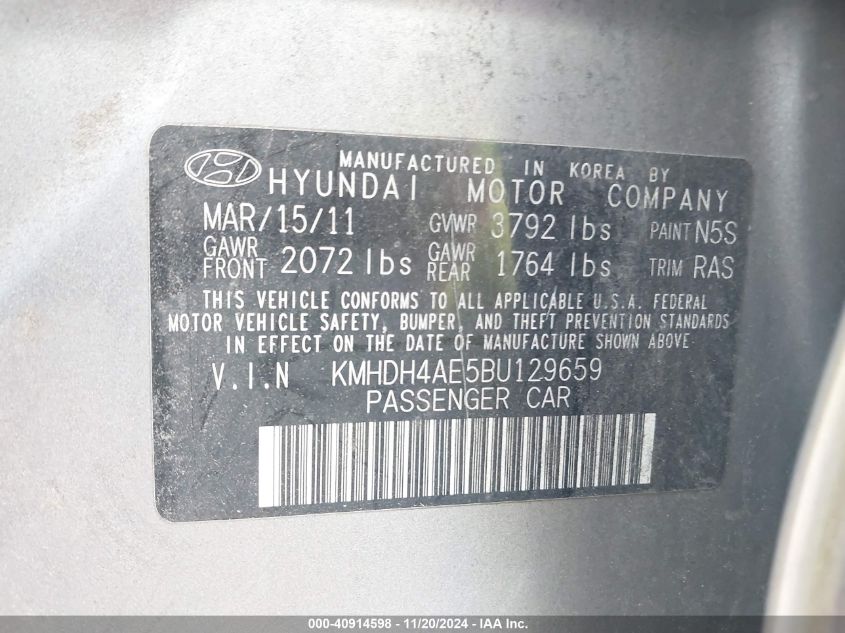 MANUFACTURED IN KOREA BY
HYUNDAI MOTOR COMPANY
MAR/15/11 GVWR 3792 lbs PAINT N5S
GAWR FRONT 2072 lbs GAWR REAR 1764 lbs TRIM RAS
THIS VEHICLE CONFORMS TO ALL APPLICABLE U.S.A. FEDERAL
MOTOR VEHICLE SAFETY, BUMPER, AND THEFT PREVENTION STANDARDS
IN EFFECT ON THE DATE OF MANUFACTURE SHOWN ABOVE
V.I.N KMHDH4AE5BU129659
PASSENGER CAR
000-40914598 - 11/20/2024 - IAA, Inc.